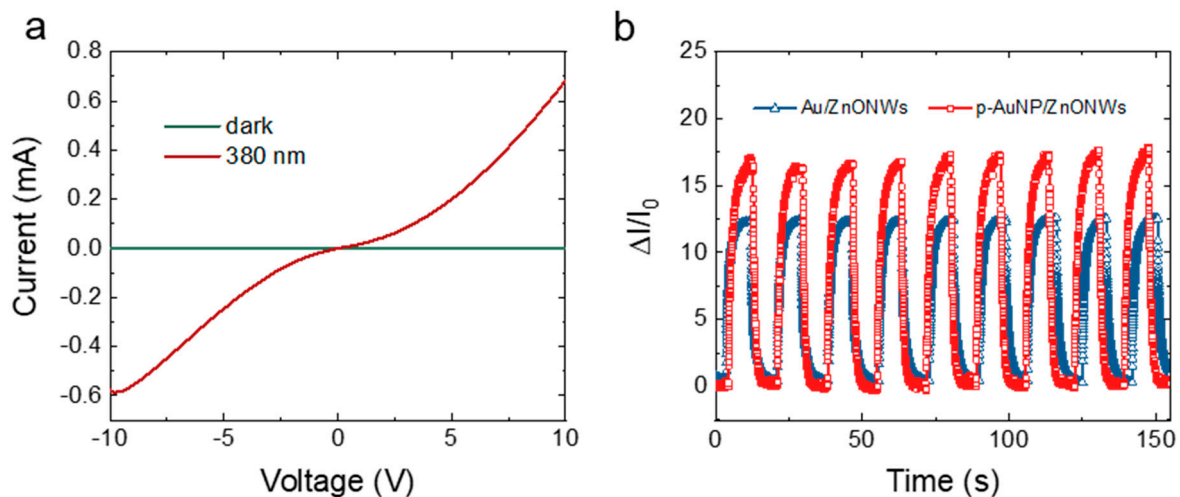 a
0.8
0.6
0.4
0.2
0.0
-0.2
-0.4
-0.6
Current (mA)
dark
380 nm
-10
-5
0
5
10
Voltage (V)
b
25
20
15
10
5
0
ΔI/I0
Au/ZnONWs
p-AuNP/ZnONWs
0
50
100
150
Time (s)